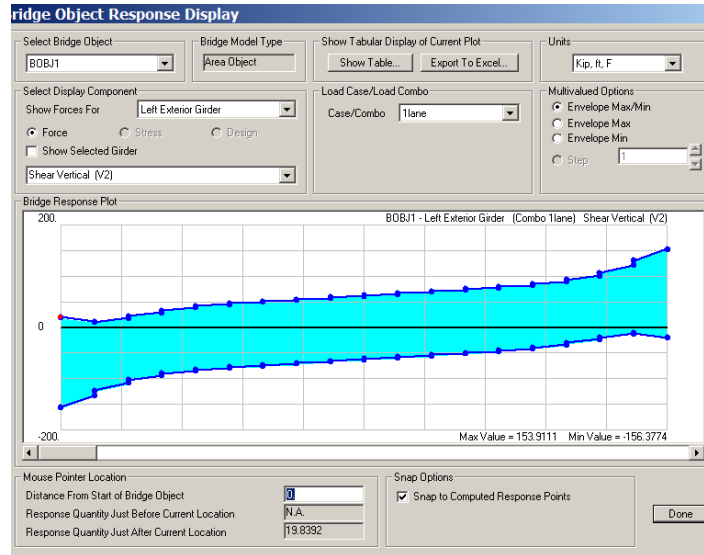 ridge Object Response Display
Select Bridge Object
BOBJ1
Bridge Model Type
Area Object
Show Tabular Display of Current Plot
Show Table...
Export To Excel...
Units
Kip, ft, F
Select Display Component
Show Forces For
Left Exterior Girder
Force
Stress
Design
Show Selected Girder
Shear Vertical (V2)
Load Case/Load Combo
Case/Combo
1lane
Multivalued Options
Envelope Max/Min
Envelope Max
Envelope Min
Step
1
Bridge Response Plot
200.
BOBJ1 - Left Exterior Girder (Combo 1lane) Shear Vertical (V2)
0
-200.
Max Value = 153.9111 Min Value = -156.3774
Mouse Pointer Location
Distance From Start of Bridge Object
0.
Response Quantity Just Before Current Location
N.A.
Response Quantity Just After Current Location
19.8392
Snap Options
Snap to Computed Response Points
Done